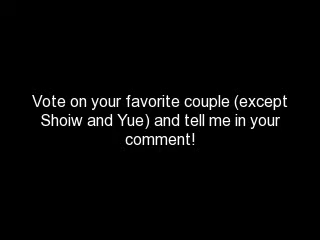 Vote on your favorite couple (except
Shoiw and Yue) and tell me in your
comment!